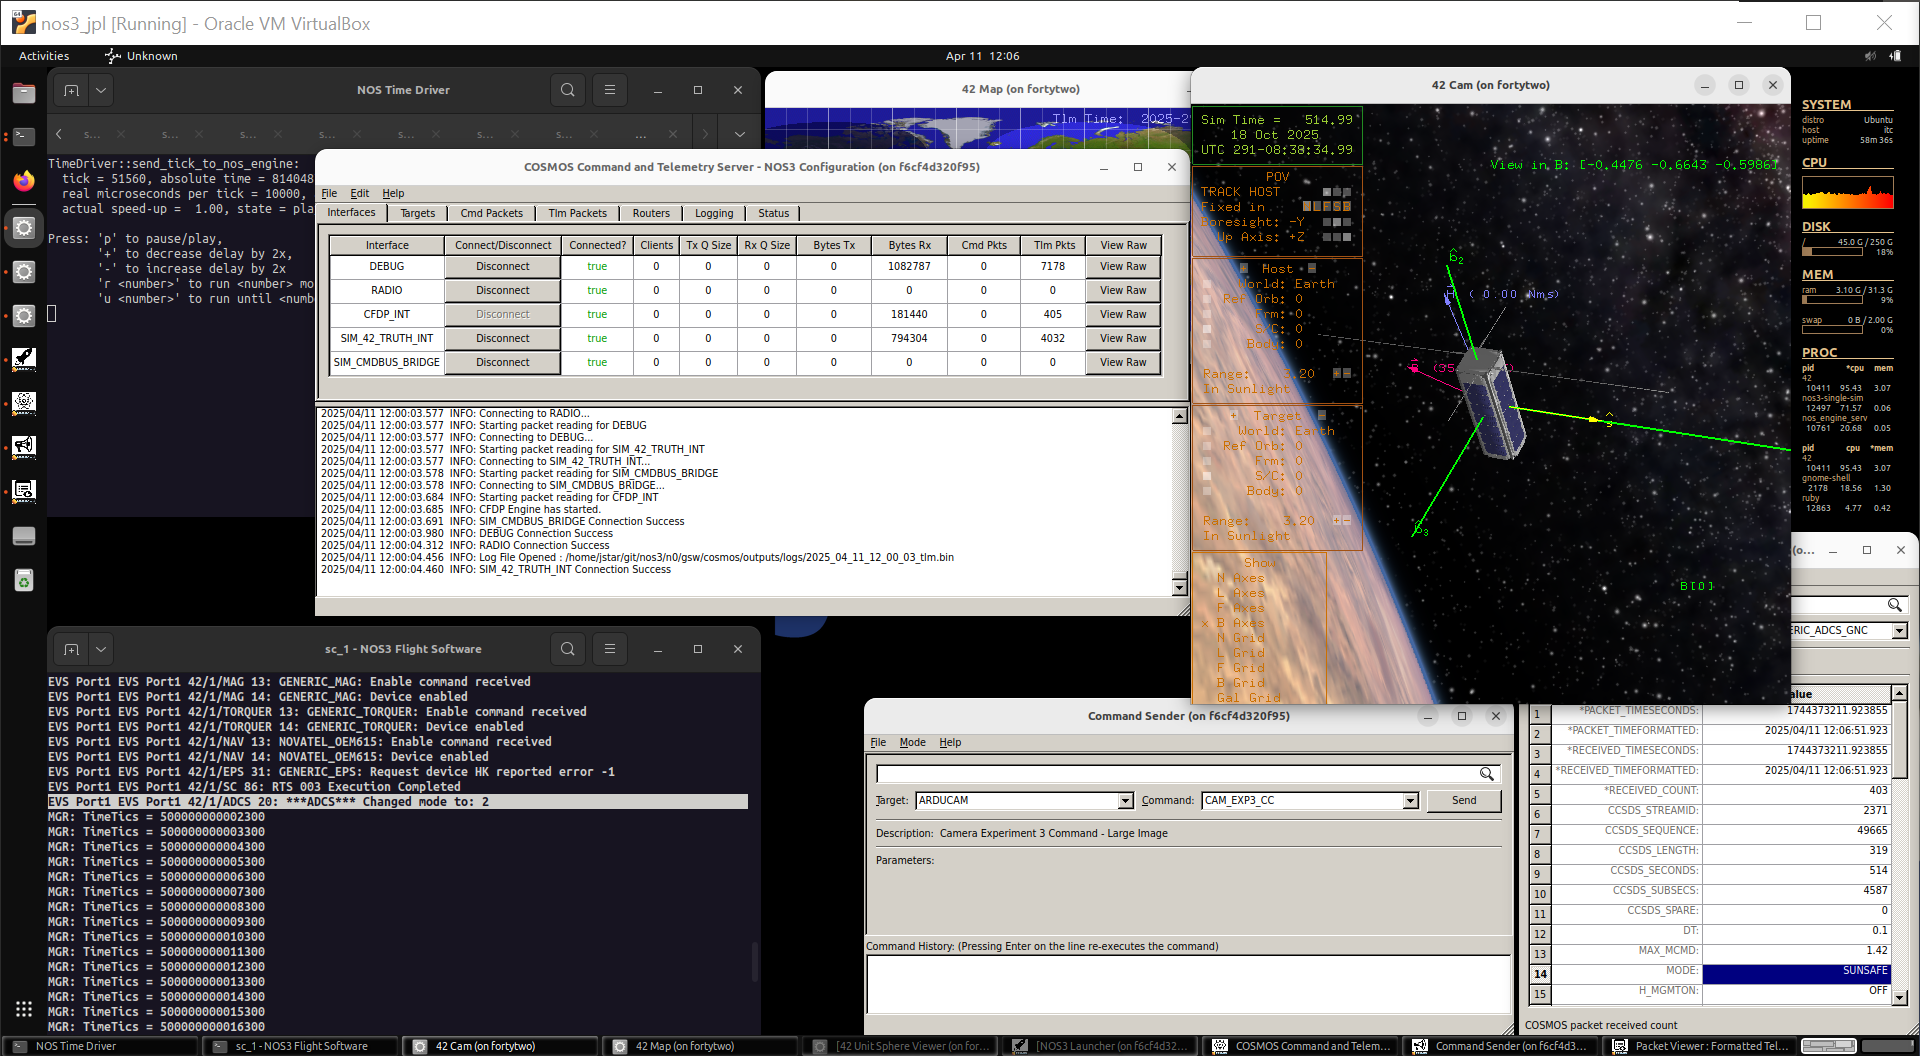 nos3_jpl [Running] - Oracle VM VirtualBox
Activities
Unknown
Apr 11 12:06
NOS Time Driver
s...
s...
s...
s...
s...
s...
s...
...
TimeDriver::send_tick_to_nos_engine:
tick = 51560, absolute time = 814048
real microseconds per tick = 10000,
actual speed-up = 1.00, state = pla
Press: 'p' to pause/play,
'+' to decrease delay by 2x,
'-' to increase delay by 2x
'r <number>' to run <number> mo
'u <number>' to run until <numb
42 Map (on fortytwo)
Tlm Time: 2025-2
COSMOS Command and Telemetry Server - NOS3 Configuration (on f6cf4d320f95)
File Edit Help
Interfaces Targets Cmd Packets Tlm Packets Routers Logging Status
Interface Connect/Disconnect Connected? Clients Tx Q Size Rx Q Size Bytes Tx Bytes Rx Cmd Pkts Tlm Pkts View Raw
DEBUG Disconnect true 0 0 0 0 1082787 0 7178 View Raw
RADIO Disconnect true 0 0 0 0 0 0 0 View Raw
CFDP_INT Disconnect true 0 0 0 0 181440 0 405 View Raw
SIM_42_TRUTH_INT Disconnect true 0 0 0 0 794304 0 4032 View Raw
SIM_CMDBUS_BRIDGE Disconnect true 0 0 0 0 0 0 0 View Raw
2025/04/11 12:00:03.577 INFO: Connecting to RADIO...
2025/04/11 12:00:03.577 INFO: Starting packet reading for DEBUG
2025/04/11 12:00:03.577 INFO: Connecting to DEBUG...
2025/04/11 12:00:03.577 INFO: Starting packet reading for SIM_42_TRUTH_INT
2025/04/11 12:00:03.577 INFO: Connecting to SIM_42_TRUTH_INT...
2025/04/11 12:00:03.578 INFO: Starting packet reading for SIM_CMDBUS_BRIDGE
2025/04/11 12:00:03.578 INFO: Connecting to SIM_CMDBUS_BRIDGE...
2025/04/11 12:00:03.684 INFO: Starting packet reading for CFDP_INT
2025/04/11 12:00:03.685 INFO: CFDP Engine has started.
2025/04/11 12:00:03.691 INFO: SIM_CMDBUS_BRIDGE Connection Success
2025/04/11 12:00:03.980 INFO: DEBUG Connection Success
2025/04/11 12:00:04.312 INFO: RADIO Connection Success
2025/04/11 12:00:04.456 INFO: Log File Opened : /home/jstar/git/nos3/n0/gsw/cosmos/outputs/logs/2025_04_11_12_00_03_tlm.bin
2025/04/11 12:00:04.460 INFO: SIM_42_TRUTH_INT Connection Success
42 Cam (on fortytwo)
Sim Time = 514.99
18 Oct 2025
UTC 291-08:38:34.99
POV
TRACK HOST
Fixed in L F S B
Boresight: -Y
Up Axis: +Z
Host
World: Earth
Ref Orb: 0
Frm: 0
S/C: 0
Body: 0
Range: 3.20 + -
In Sunlight
+ Target -
World: Earth
Ref Orb: 0
Frm: 0
S/C: 0
Body: 0
Range: 3.20 + -
In Sunlight
Show
N Axes
L Axes
F Axes
x B Axes
N Grid
L Grid
F Grid
B Grid
Gal Grid
View in B: [-0.4476 -0.6643 -0.5986]
b2
H ( 0.00 Nms)
B (35
s
b3
B[0]
SYSTEM
distro Ubuntu
host itc
uptime 58m 36s
CPU
DISK
/ 45.0 G / 250 G
18%
MEM
ram 3.10 G / 31.3 G
9%
swap 0 B / 2.00 G
0%
PROC
pid *cpu mem
42
10411 95.43 3.07
nos3-single-sim
12497 71.57 0.06
nos_engine_serv
10761 20.68 0.05
pid cpu *mem
42
10411 95.43 3.07
gnome-shell
2178 18.56 1.30
ruby
12863 4.77 0.42
sc_1 - NOS3 Flight Software
EVS Port1 EVS Port1 42/1/MAG 13: GENERIC_MAG: Enable command received
EVS Port1 EVS Port1 42/1/MAG 14: GENERIC_MAG: Device enabled
EVS Port1 EVS Port1 42/1/TORQUER 13: GENERIC_TORQUER: Enable command received
EVS Port1 EVS Port1 42/1/TORQUER 14: GENERIC_TORQUER: Device enabled
EVS Port1 EVS Port1 42/1/NAV 13: NOVATEL_OEM615: Enable command received
EVS Port1 EVS Port1 42/1/NAV 14: NOVATEL_OEM615: Device enabled
EVS Port1 EVS Port1 42/1/EPS 31: GENERIC_EPS: Request device HK reported error -1
EVS Port1 EVS Port1 42/1/SC 86: RTS 003 Execution Completed
EVS Port1 EVS Port1 42/1/ADCS 20: ***ADCS*** Changed mode to: 2
MGR: TimeTics = 500000000002300
MGR: TimeTics = 500000000003300
MGR: TimeTics = 500000000004300
MGR: TimeTics = 500000000005300
MGR: TimeTics = 500000000006300
MGR: TimeTics = 500000000007300
MGR: TimeTics = 500000000008300
MGR: TimeTics = 500000000009300
MGR: TimeTics = 500000000010300
MGR: TimeTics = 500000000011300
MGR: TimeTics = 500000000012300
MGR: TimeTics = 500000000013300
MGR: TimeTics = 500000000014300
MGR: TimeTics = 500000000015300
MGR: TimeTics = 500000000016300
Command Sender (on f6cf4d320f95)
File Mode Help
Target: ARDUCAM Command: CAM_EXP3_CC Send
Description: Camera Experiment 3 Command - Large Image
Parameters:
Command History: (Pressing Enter on the line re-executes the command)
(o...
ERIC_ADCS_GNC
alue
1 *PACKET_TIMESECONDS: 1744373211.923855
2 *PACKET_TIMEFORMATTED: 2025/04/11 12:06:51.923
3 *RECEIVED_TIMESECONDS: 1744373211.923855
4 *RECEIVED_TIMEFORMATTED: 2025/04/11 12:06:51.923
5 *RECEIVED_COUNT: 403
6 CCSDS_STREAMID: 2371
7 CCSDS_SEQUENCE: 49665
8 CCSDS_LENGTH: 319
9 CCSDS_SECONDS: 514
10 CCSDS_SUBSECS: 4587
11 CCSDS_SPARE: 0
12 DT: 0.1
13 MAX_MCMD: 1.42
14 MODE: SUNSAFE
15 H_MGMTON: OFF
COSMOS packet received count
NOS Time Driver
sc_1 - NOS3 Flight Software
42 Cam (on fortytwo)
42 Map (on fortytwo)
[42 Unit Sphere Viewer (on for...
[NOS3 Launcher (on f6cf4d32...
COSMOS Command and Telem...
Command Sender (on f6cf4d3...
Packet Viewer : Formatted Tel...